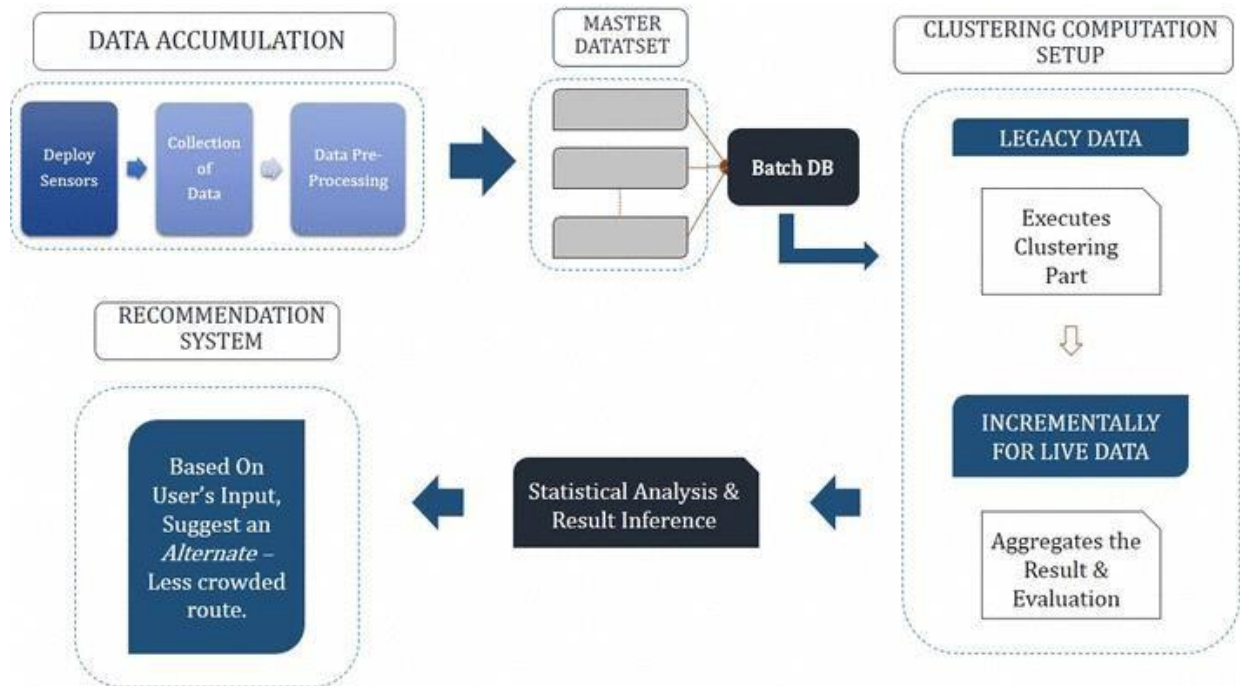 DATA ACCUMULATION
Deploy
Sensors
Collection
of
Data
Data Pre-
Processing
MASTER
DATATSET
Batch DB
CLUSTERING COMPUTATION
SETUP
LEGACY DATA
Executes
Clustering
Part
INCREMENTALLY
FOR LIVE DATA
Aggregates the
Result &
Evaluation
Statistical Analysis &
Result Inference
RECOMMENDATION
SYSTEM
Based On
User’s Input,
Suggest an
Alternate –
Less crowded
route.